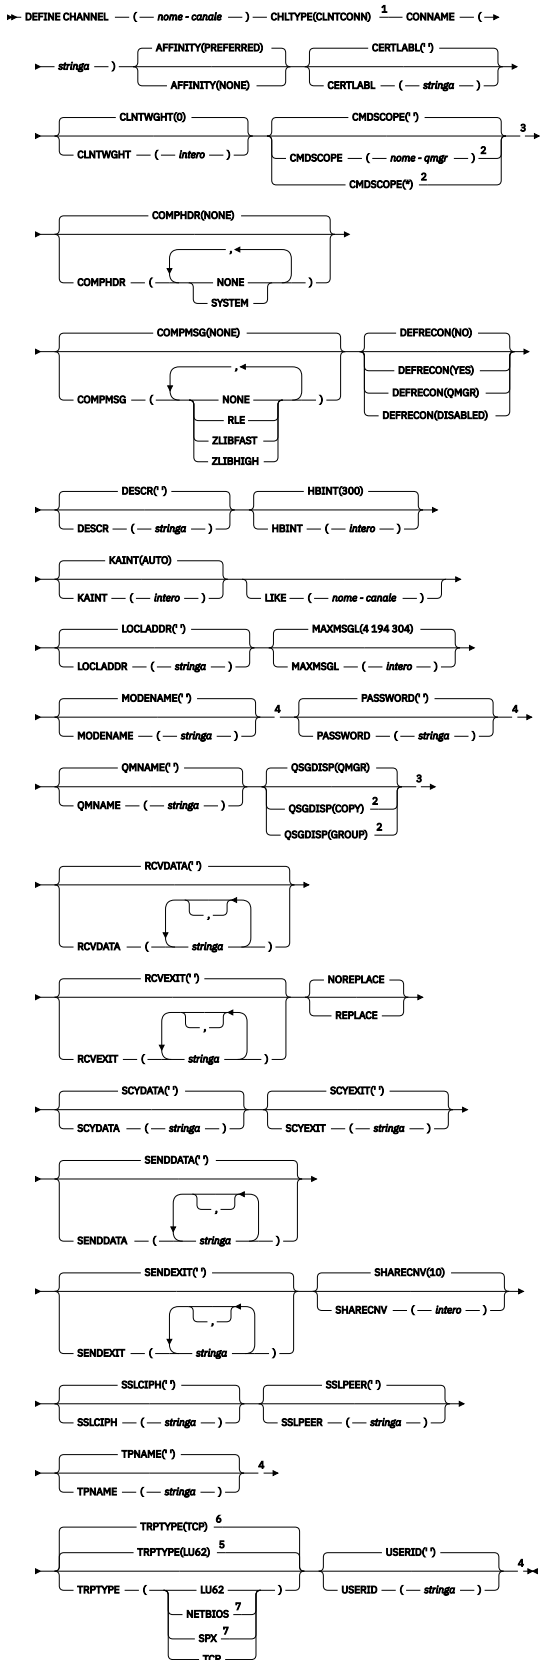 DEFINE CHANNEL ( nome - canale ) CHLTYPE(CLNTCONN) 1 CONNAME (
stringa ) AFFINITY(PREFERRED) AFFINITY(NONE) CERTLABL(' ') CERTLABL ( stringa )
CLNTWGHT(0) CLNTWGHT ( intero ) CMDSCOPE(' ') CMDSCOPE ( nome - qmgr ) 2 CMDSCOPE(*) 2 3
COMPHDR(NONE)
COMPHDR ( , NONE SYSTEM )
COMPMSG(NONE)
COMPMSG ( , NONE RLE ZLIBFAST ZLIBHIGH )
DEFRECON(NO)
DEFRECON(YES)
DEFRECON(QMGR)
DEFRECON(DISABLED)
DESCR(' ') HBINT(300)
DESCR ( stringa ) HBINT ( intero )
KAINT(AUTO)
KAINT ( intero ) LIKE ( nome - canale )
LOCLADDR(' ') MAXMSGL(4 194 304)
LOCLADDR ( stringa ) MAXMSGL ( intero )
MODENAME(' ') 4 PASSWORD(' ') 4
MODENAME ( stringa ) PASSWORD ( stringa )
QMNAME(' ') QSGDISP(QMGR) 3
QMNAME ( stringa ) QSGDISP(COPY) 2
QSGDISP(GROUP) 2
RCVDATA(' ')
,
RCVDATA ( stringa )
RCVEXIT(' ') NOREPLACE
, REPLACE
RCVEXIT ( stringa )
SCYDATA(' ') SCYEXIT(' ')
SCYDATA ( stringa ) SCYEXIT ( stringa )
SENDDATA(' ')
,
SENDDATA ( stringa )
SENDEXIT(' ') SHARECNV(10)
, SHARECNV ( intero )
SENDEXIT ( stringa )
SSLCIPH(' ') SSLPEER(' ')
SSLCIPH ( stringa ) SSLPEER ( stringa )
TPNAME(' ') 4
TPNAME ( stringa )
TRPTYPE(TCP) 6
TRPTYPE(LU62) 5 USERID(' ') 4
TRPTYPE ( LU62 ) USERID ( stringa )
NETBIOS 7
SPX 7
TCP